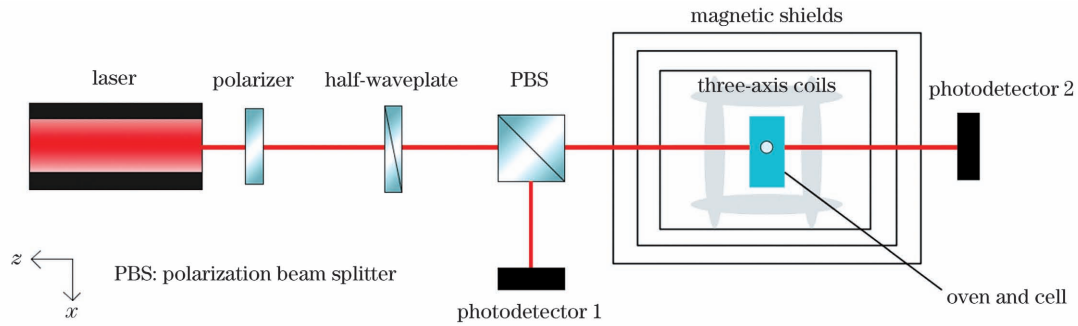 magnetic shields
laser
polarizer
half-waveplate
PBS
three-axis coils
photodetector 2
z
x
PBS: polarization beam splitter
photodetector 1
oven and cell